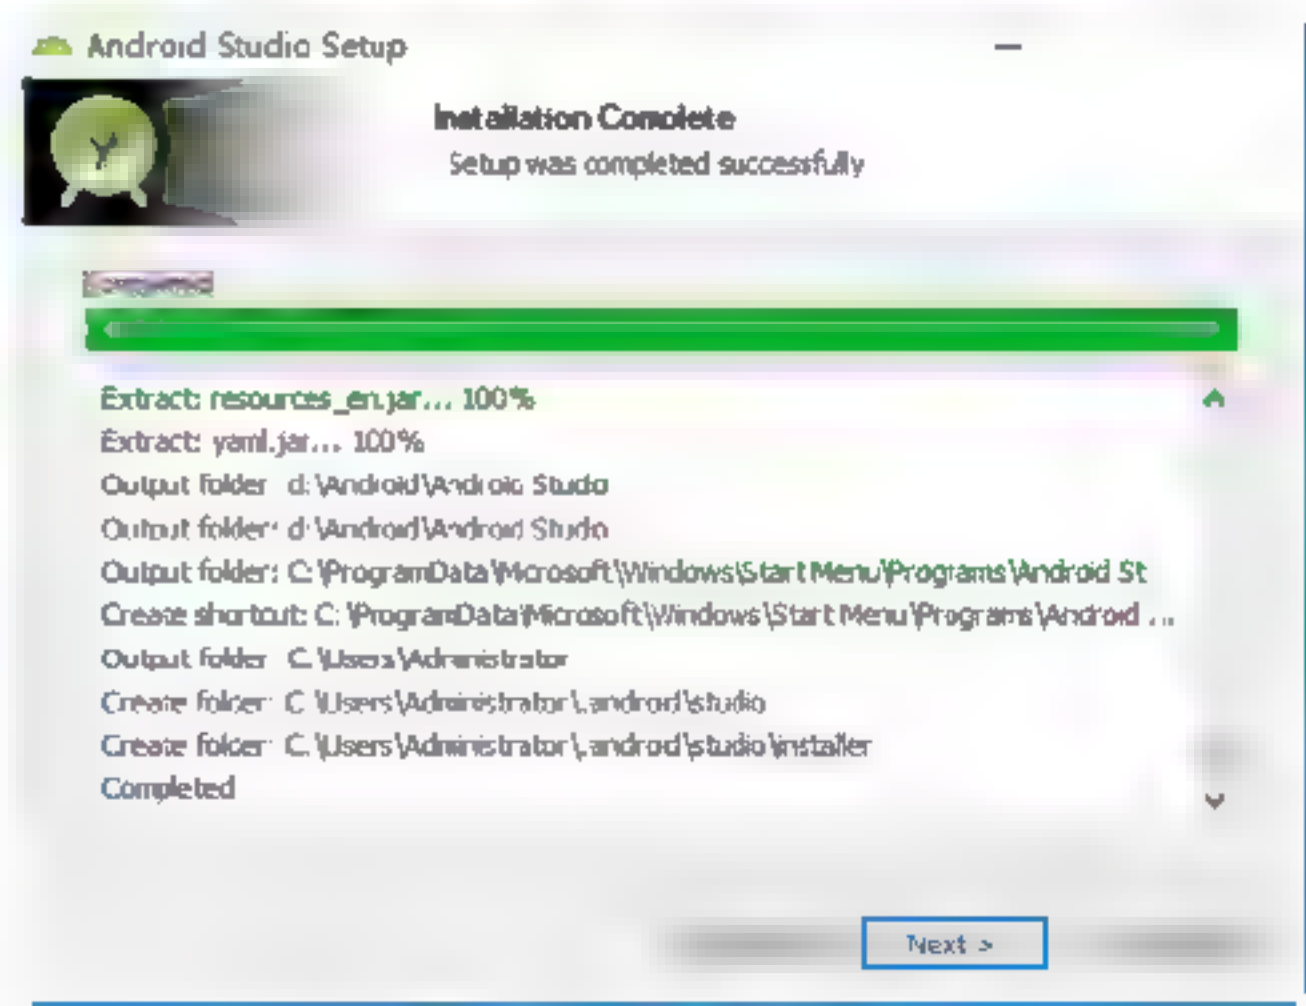 Android Studio Setup
Installation Complete
Setup was completed successfully
Extract: resources_en.jar... 100%
Extract: yaml.jar... 100%
Output folder: d:\Android\Android Studio
Output folder: d:\Android\Android Studio
Output folder: C:\ProgramData\Microsoft\Windows\Start Menu\Programs\Android St
Create shortcut: C:\ProgramData\Microsoft\Windows\Start Menu\Programs\Android ...
Output folder: C:\Users\Administrator
Create folder: C:\Users\Administrator\.android\studio
Create folder: C:\Users\Administrator\.android\studio\installer
Completed
Next >